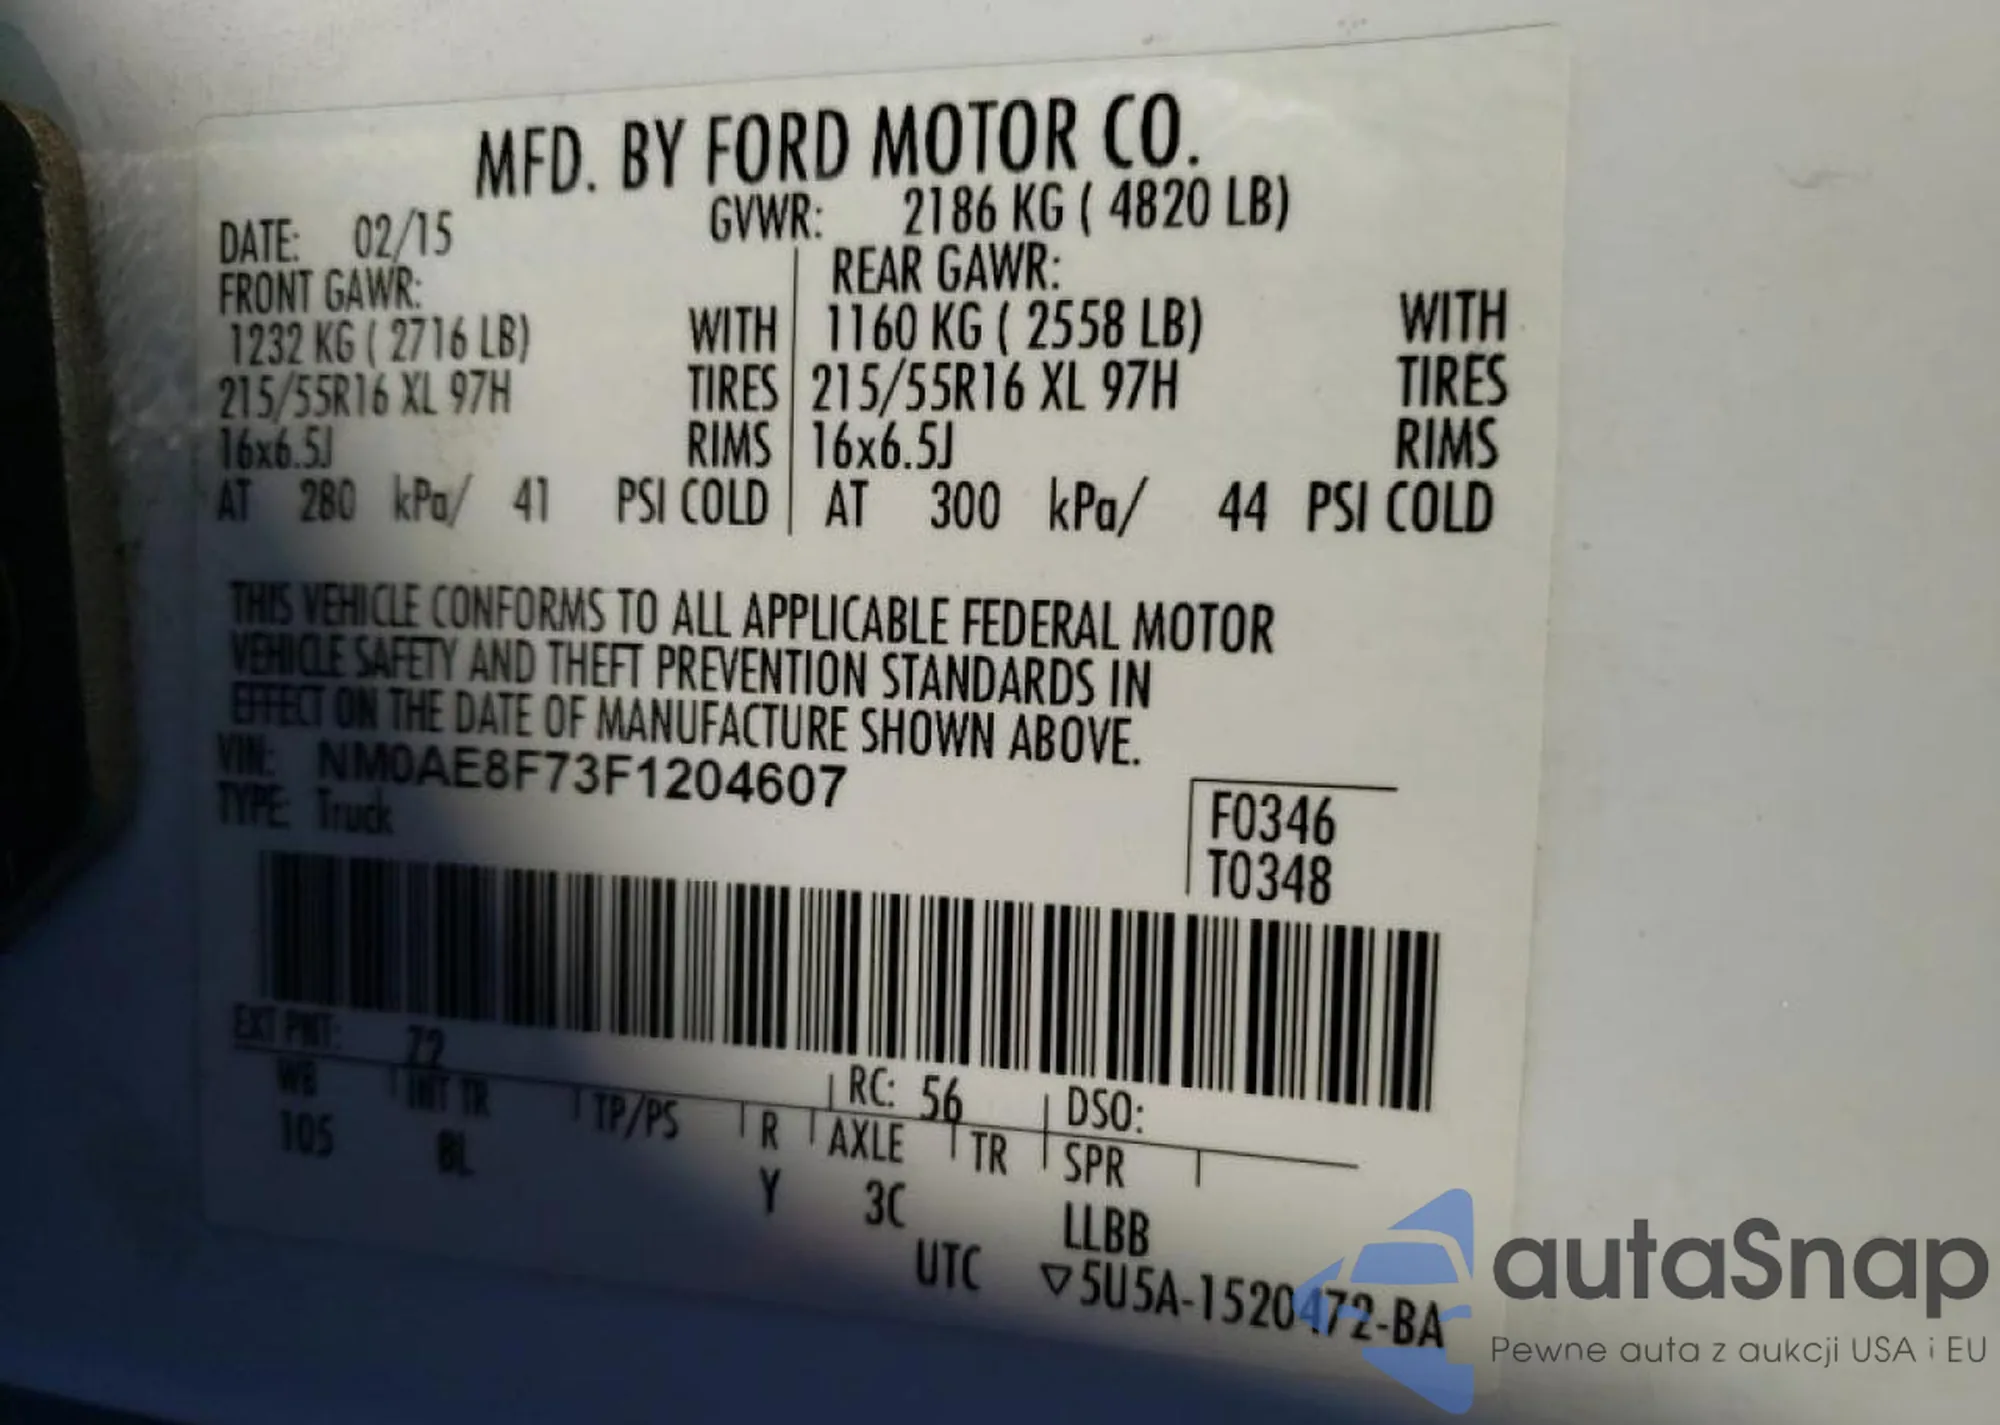 MFD. BY FORD MOTOR CO.
DATE: 02/15 GVWR: 2186 KG ( 4820 LB)
FRONT GAWR: REAR GAWR:
1232 KG ( 2716 LB) WITH 1160 KG ( 2558 LB) WITH
215/55R16 XL 97H TIRES 215/55R16 XL 97H TIRES
16x6.5J RIMS 16x6.5J RIMS
AT 280 kPa/ 41 PSI COLD AT 300 kPa/ 44 PSI COLD
THIS VEHICLE CONFORMS TO ALL APPLICABLE FEDERAL MOTOR
VEHICLE SAFETY AND THEFT PREVENTION STANDARDS IN
EFFECT ON THE DATE OF MANUFACTURE SHOWN ABOVE.
VIN: NM0AE8F73F1204607
TYPE: Truck
F0346
T0348
EXT PNT: Z2 RC: 56 DSO:
WB INT TR TP/PS R AXLE TR SPR
105 BL Y 3C LLBB
UTC ▽5U5A-1520472-BA
autaSnap
Pewne auta z aukcji USA i EU